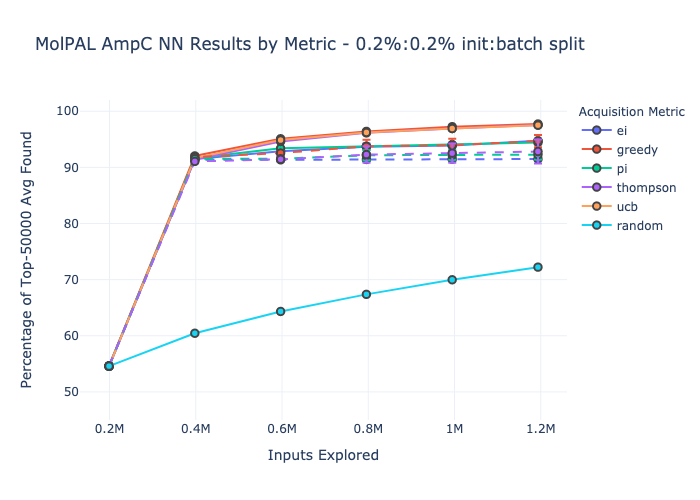 MolPAL AmpC NN Results by Metric - 0.2%:0.2% init:batch split
Percentage of Top-50000 Avg Found
100
90
80
70
60
50
0.2M
0.4M
0.6M
0.8M
1M
1.2M
Inputs Explored
Acquisition Metric
ei
greedy
pi
thompson
ucb
random